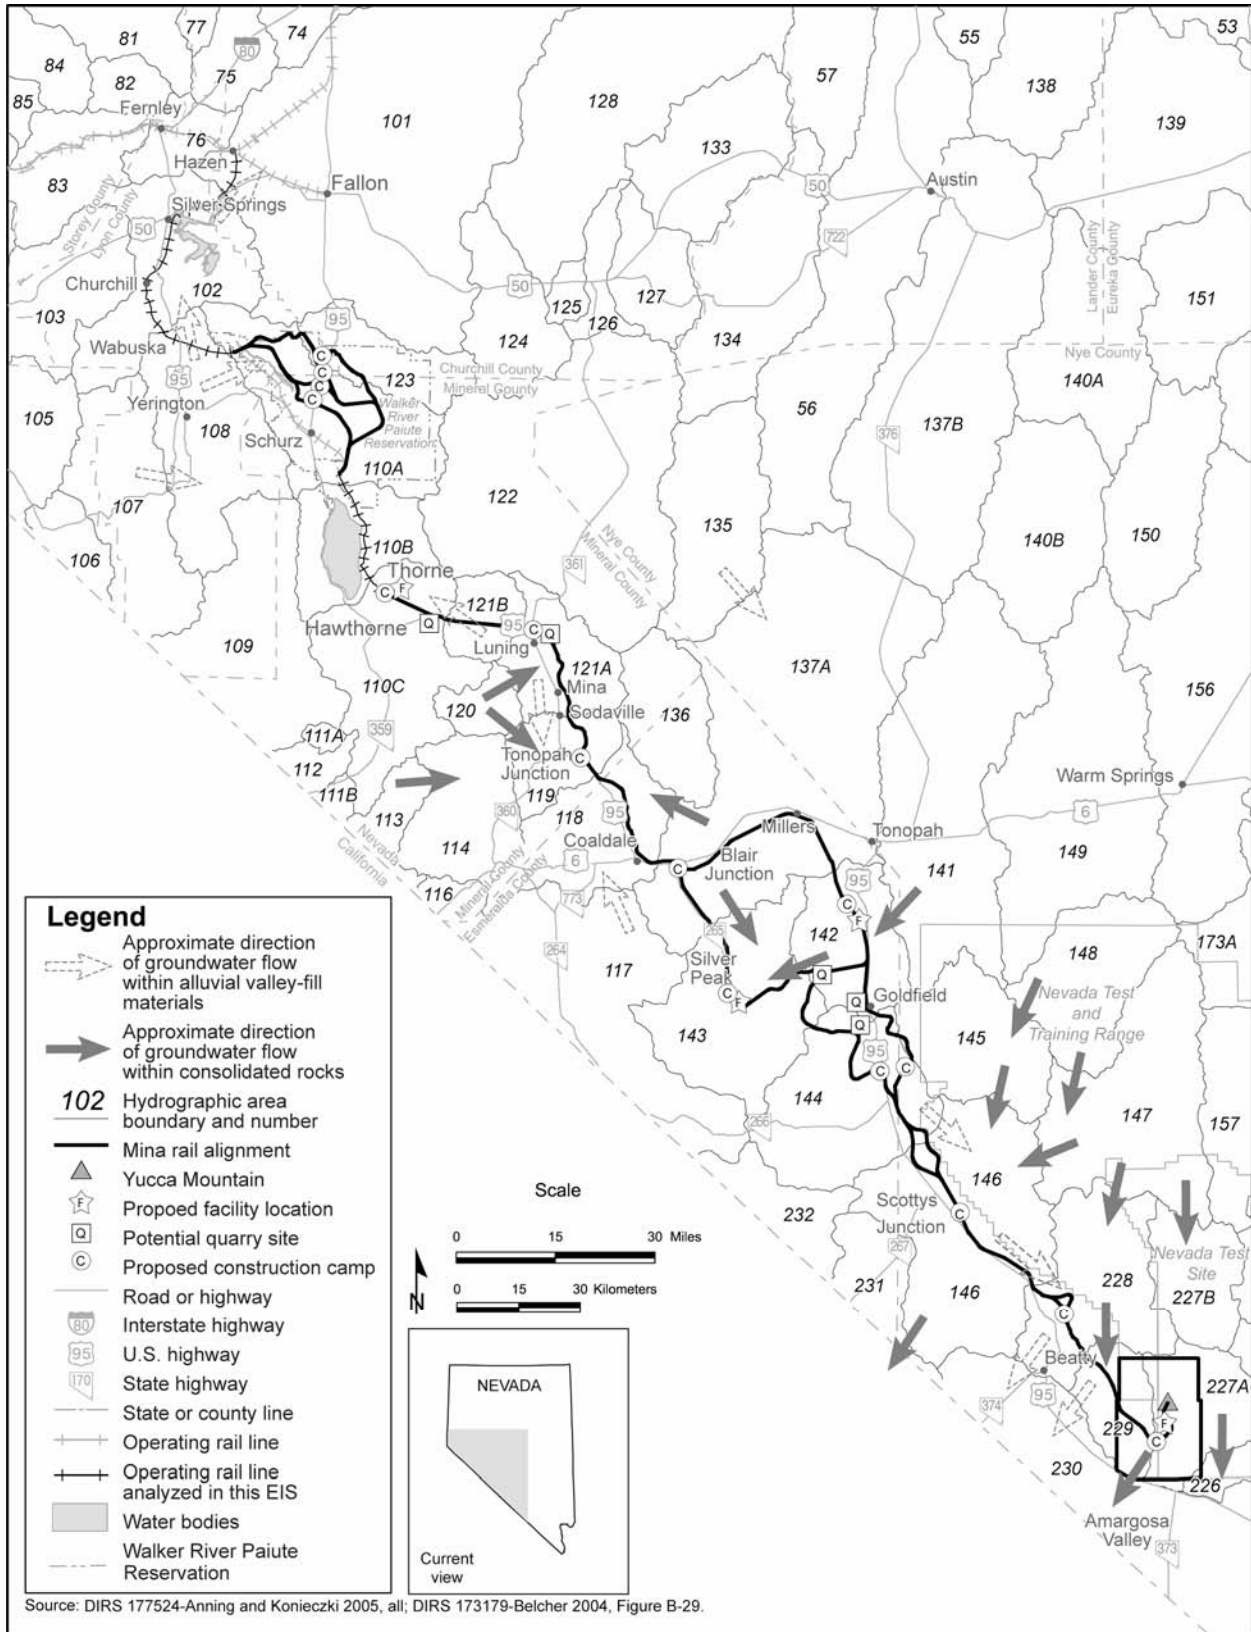 81
77
74
80
84
82
75
85
Fernley
101
128
57
55
138
53
139
76
Hazen
133
83
Fallon
Austin
50
Silver Springs
Storey County
Lyon County
50
722
Churchill
102
50
125
127
126
134
Lander County
Eureka County
151
103
95
124
Wabuska
Nye County
Churchill County
Mineral County
123
140A
95
Yerington
105
Walker
River
Paiute
Reservation
56
108
Schurz
376
137B
110A
107
122
135
106
140B
150
Nye County
Mineral County
110B
361
Thorne
F
C
121B
Q
95
C
Q
Hawthorne
Luning
109
137A
121A
110C
156
Mina
120
136
Sodaville
359
111A
Tonopah
Junction
C
112
Warm Springs
111B
119
113
360
118
95
6
Millers
Tonopah
114
Coaldale
Blair
Junction
149
Nevada
California
6
C
141
116
Mineral County
Esmeralda County
773
95
C
F
142
148
173A
264
265
Silver
Peak
117
Q
Nevada Test
and
Training Range
C
F
Q
Goldfield
143
Q
145
95
C
C
144
147
266
157
146
232
Scottys
Junction
C
267
Nevada Test
Site
231
146
228
227B
C
Beatty
227A
374
95
229
F
C
230
226
Amargosa
Valley
373
Legend
Approximate direction
of groundwater flow
within alluvial valley-fill
materials
Approximate direction
of groundwater flow
within consolidated rocks
102 Hydrographic area
boundary and number
Mina rail alignment
Yucca Mountain
F Propoed facility location
Q Potential quarry site
C Proposed construction camp
Road or highway
80 Interstate highway
95 U.S. highway
170 State highway
State or county line
Operating rail line
Operating rail line
analyzed in this EIS
Water bodies
Walker River Paiute
Reservation
Scale
0 15 30 Miles
0 15 30 Kilometers
N
NEVADA
Current
view
Source: DIRS 177524-Anning and Konieczki 2005, all; DIRS 173179-Belcher 2004, Figure B-29.